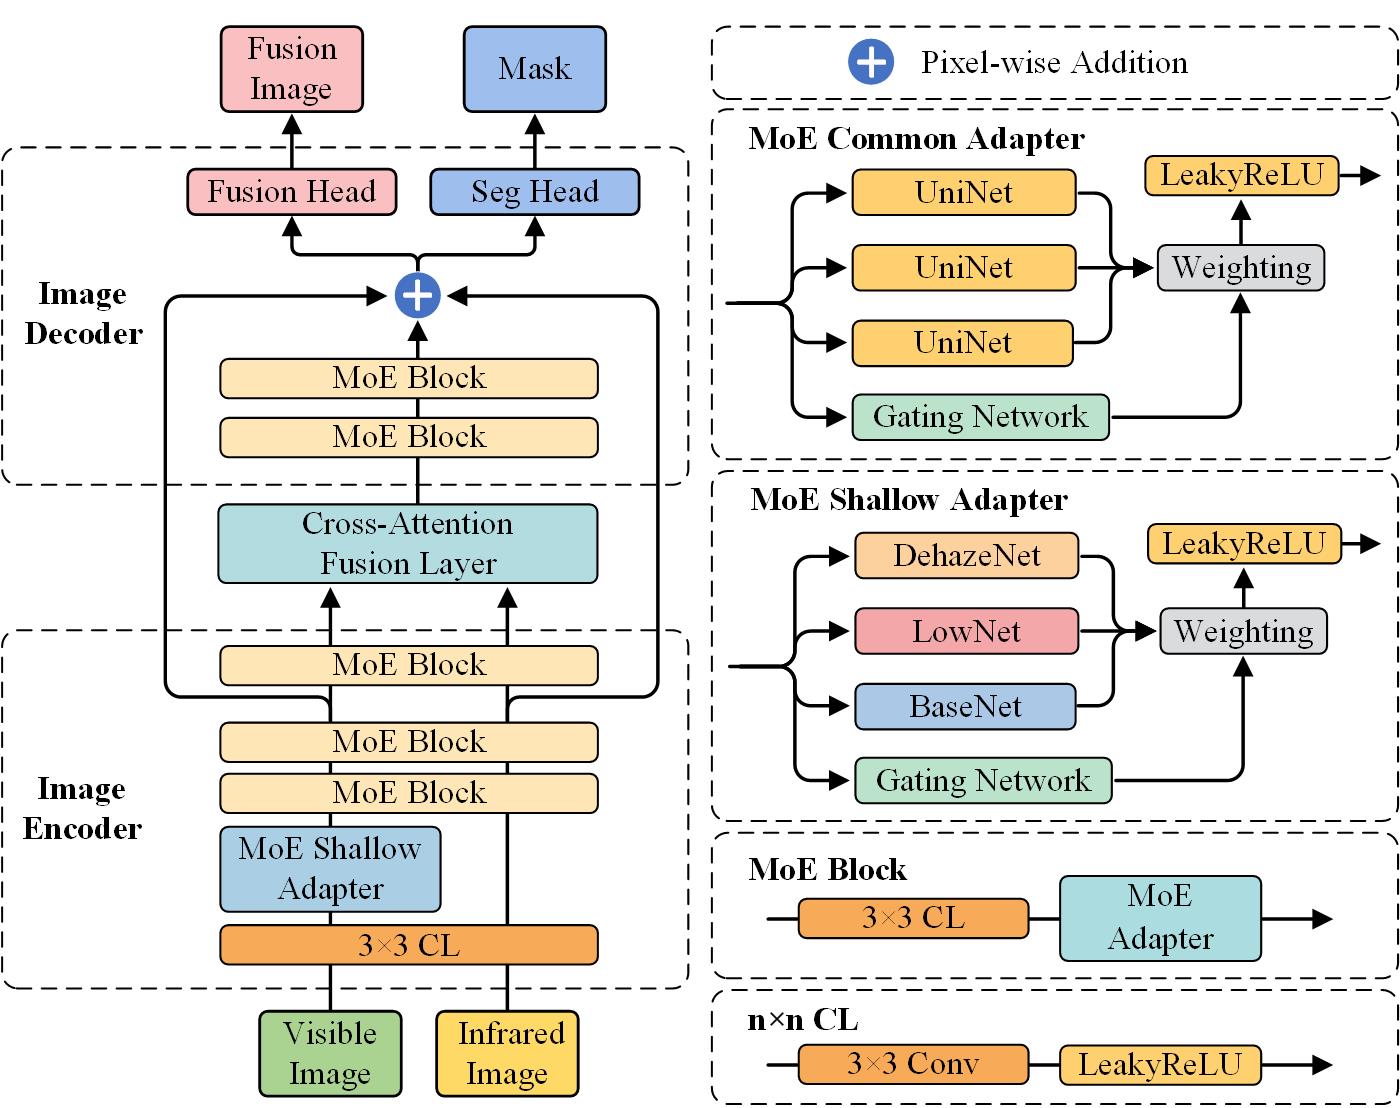 Fusion
Image
Mask
Fusion Head
Seg Head
Image
Decoder
MoE Block
MoE Block
Cross-Attention
Fusion Layer
MoE Block
MoE Block
MoE Block
Image
Encoder
MoE Shallow
Adapter
3×3 CL
Visible
Image
Infrared
Image
Pixel-wise Addition
MoE Common Adapter
UniNet
UniNet
UniNet
Gating Network
LeakyReLU
Weighting
MoE Shallow Adapter
DehazeNet
LowNet
BaseNet
Gating Network
LeakyReLU
Weighting
MoE Block
3×3 CL
MoE
Adapter
n×n CL
3×3 Conv
LeakyReLU